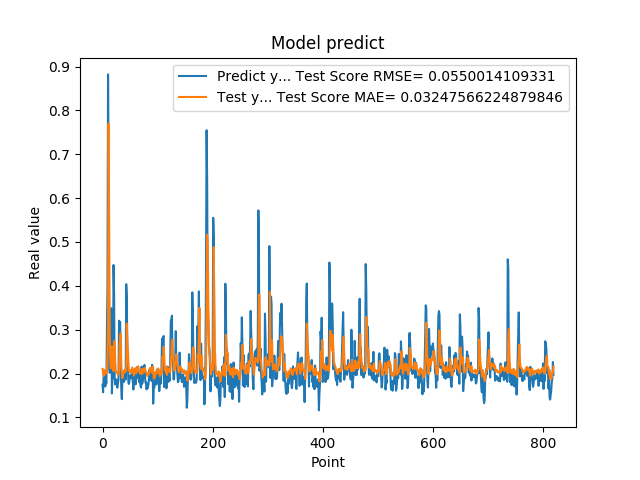 Model predict
Predict y... Test Score RMSE= 0.0550014109331
Test y... Test Score MAE= 0.03247566224879846
Real value
0.9
0.8
0.7
0.6
0.5
0.4
0.3
0.2
0.1
0 200 400 600 800
Point